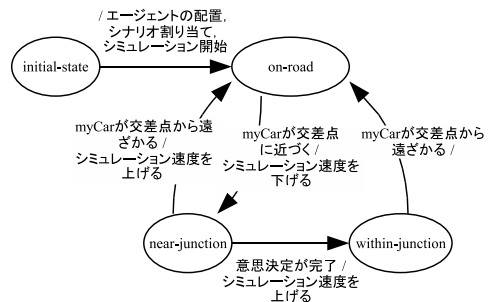 / エージェントの配置,
シナリオ割り当て,
シミュレーション開始
initial-state
on-road
myCarが交差点から遠
ざかる /
シミュレーション速度を
上げる
myCarが交差点
に近づく /
シミュレーション速度を
下げる
myCarが交差点から
遠ざかる /
near-junction
within-junction
意思決定が完了 /
シミュレーション速度を
上げる